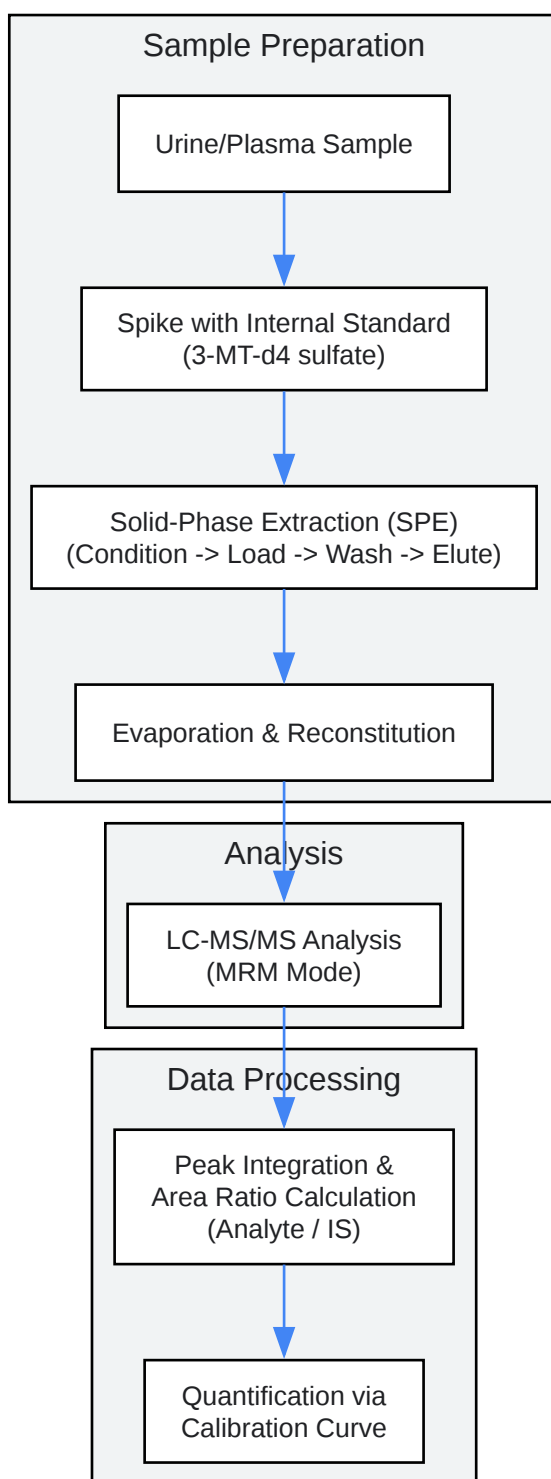 Sample Preparation
Urine/Plasma Sample
Spike with Internal Standard
(3-MT-d4 sulfate)
Solid-Phase Extraction (SPE)
(Condition -> Load -> Wash -> Elute)
Evaporation & Reconstitution
Analysis
LC-MS/MS Analysis
(MRM Mode)
Data Processing
Peak Integration &
Area Ratio Calculation
(Analyte / IS)
Quantification via
Calibration Curve